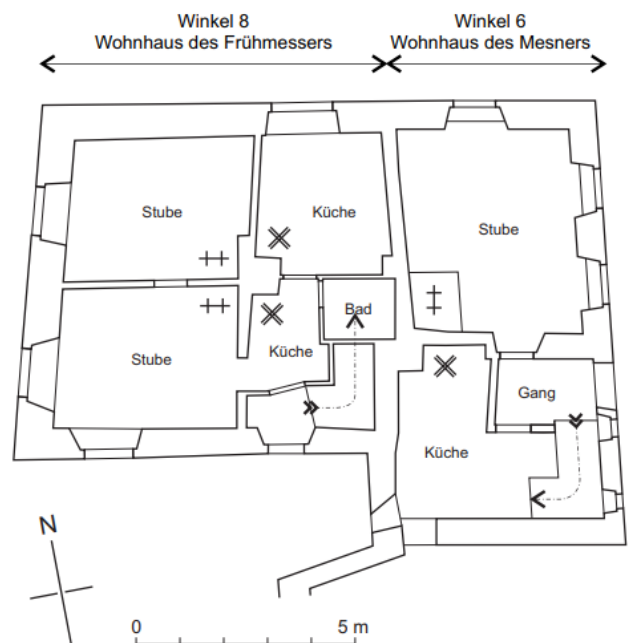 Winkel 8
Wohnhaus des Frühmessers
Winkel 6
Wohnhaus des Mesners
Stube
Küche
Stube
Bad
Stube
Küche
Gang
Küche
N
0
5 m